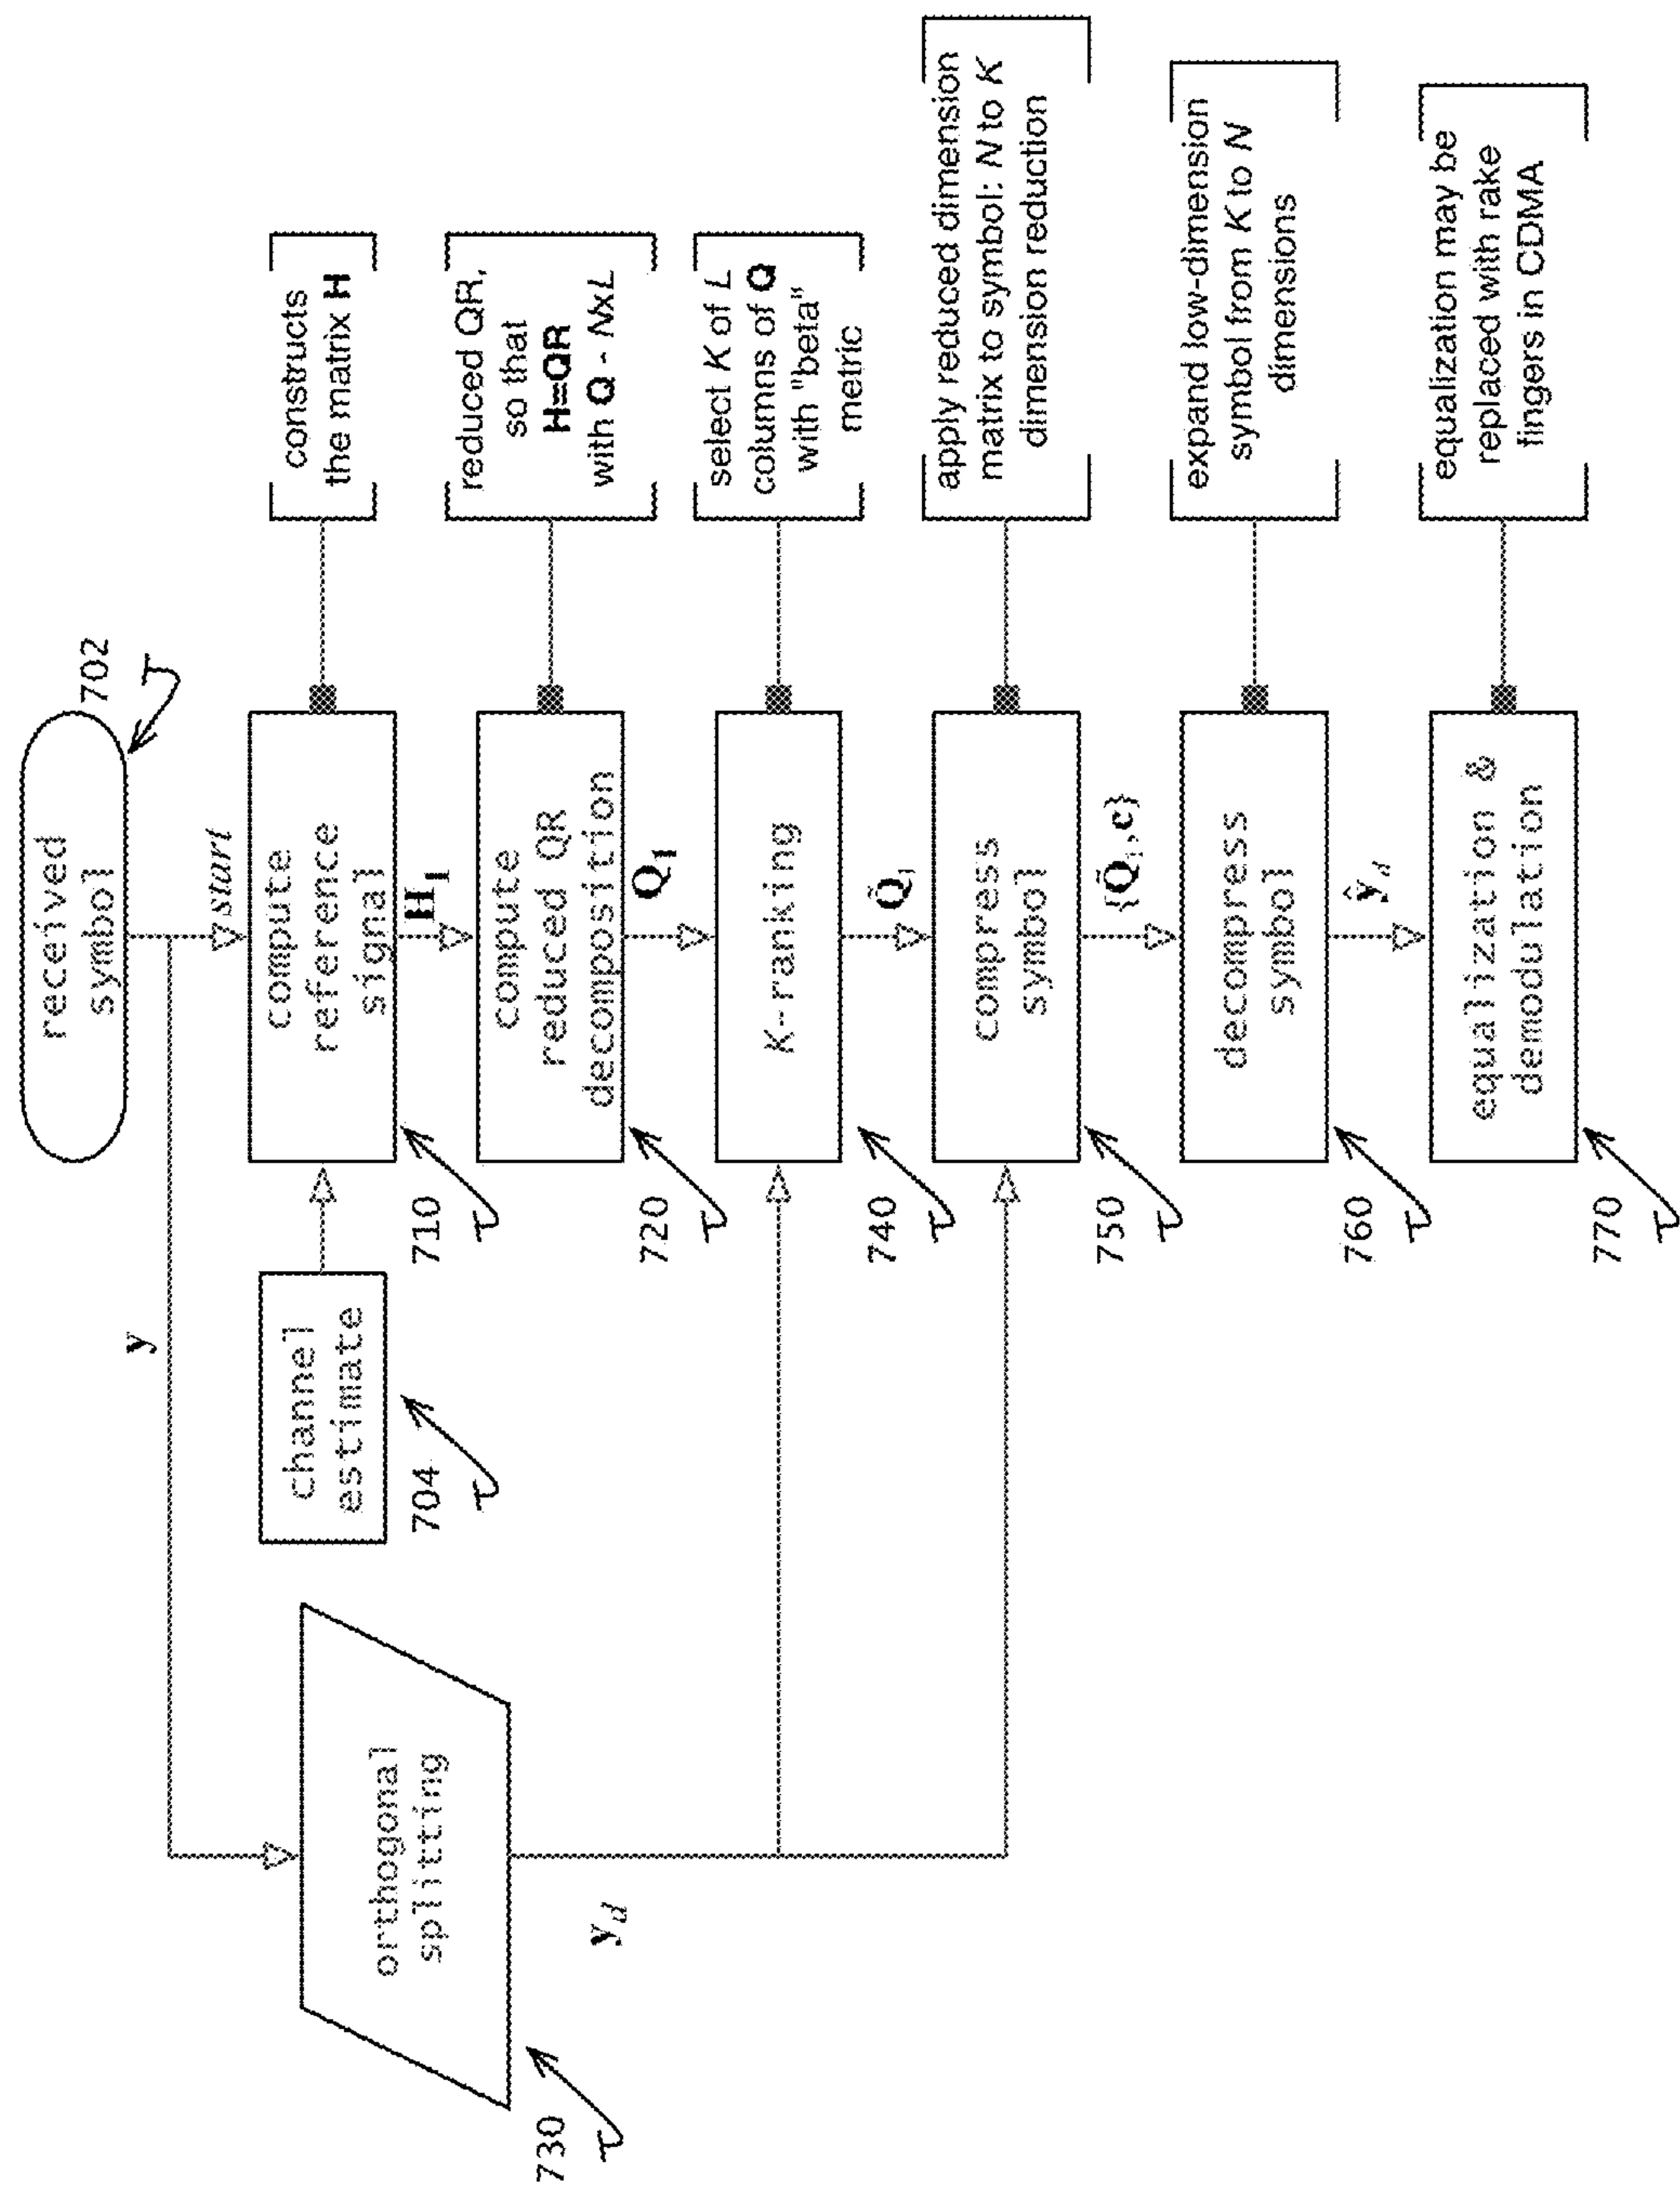 received
symbol
702
y
start
channel
estimate
704
compute
reference
signal
710
constructs
the matrix H
H₁
compute
reduced QR
decomposition
720
reduced QR,
so that
H=QR
with Q - NxL
Q₁
orthogonal
splitting
730
y_d
K-ranking
740
select K of L
columns of Q
with "beta"
metric
Q̃₁
compress
symbol
750
apply reduced dimension
matrix to symbol: N to K
dimension reduction
{Q̃₁,c}
decompress
symbol
760
expand low-dimension
symbol from K to N
dimensions
ŷ_d
equalization &
demodulation
770
equalization may be
replaced with rake
fingers in CDMA